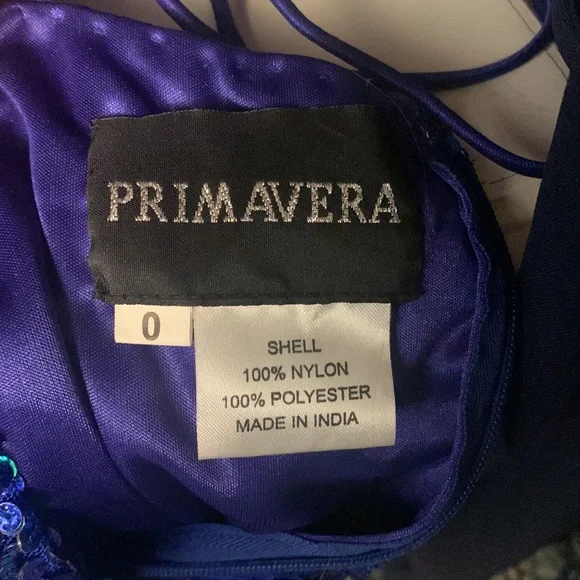 PRIMAVERA
0
SHELL
100% NYLON
100% POLYESTER
MADE IN INDIA